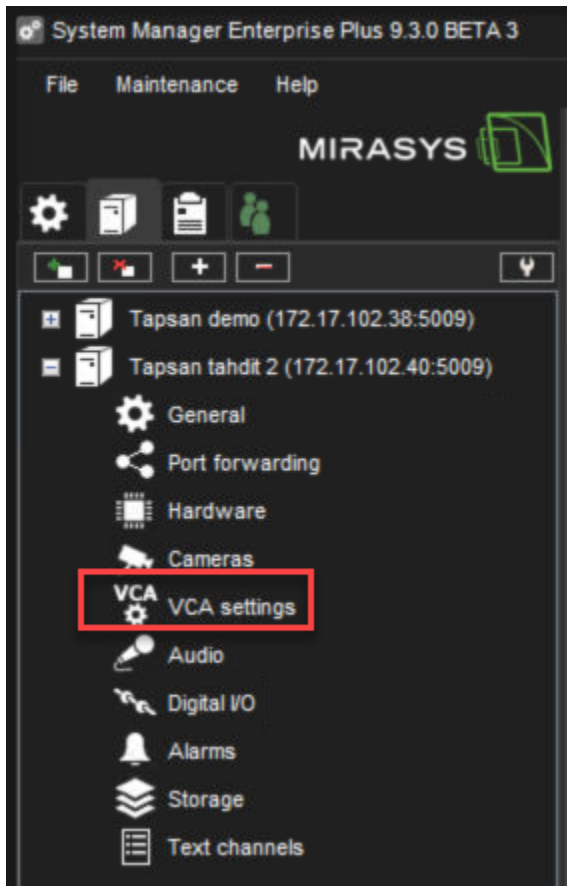 System Manager Enterprise Plus 9.3.0 BETA 3
File Maintenance Help
MIRASYS
Tapsan demo (172.17.102.38:5009)
Tapsan tahdit 2 (172.17.102.40:5009)
General
Port forwarding
Hardware
Cameras
VCA
VCA settings
Audio
Digital I/O
Alarms
Storage
Text channels